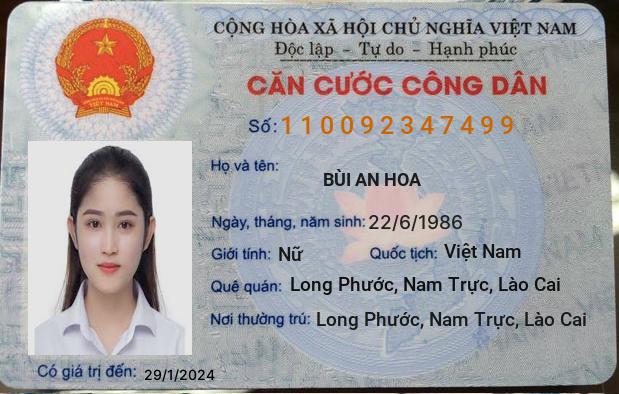 CỘNG HÒA XÃ HỘI CHỦ NGHĨA VIỆT NAM
Độc lập - Tự do - Hạnh phúc
CĂN CƯỚC CÔNG DÂN
Số: 110092347499
Họ và tên:
BÙI AN HOA
Ngày, tháng, năm sinh: 22/6/1986
Giới tính: Nữ Quốc tịch: Việt Nam
Quê quán: Long Phước, Nam Trực, Lào Cai
Nơi thường trú: Long Phước, Nam Trực, Lào Cai
Có giá trị đến: 29/1/2024
VIỆT NAM